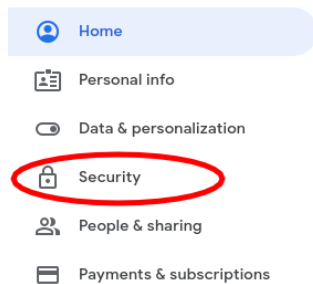 Home
Personal info
Data & personalization
Security
People & sharing
Payments & subscriptions